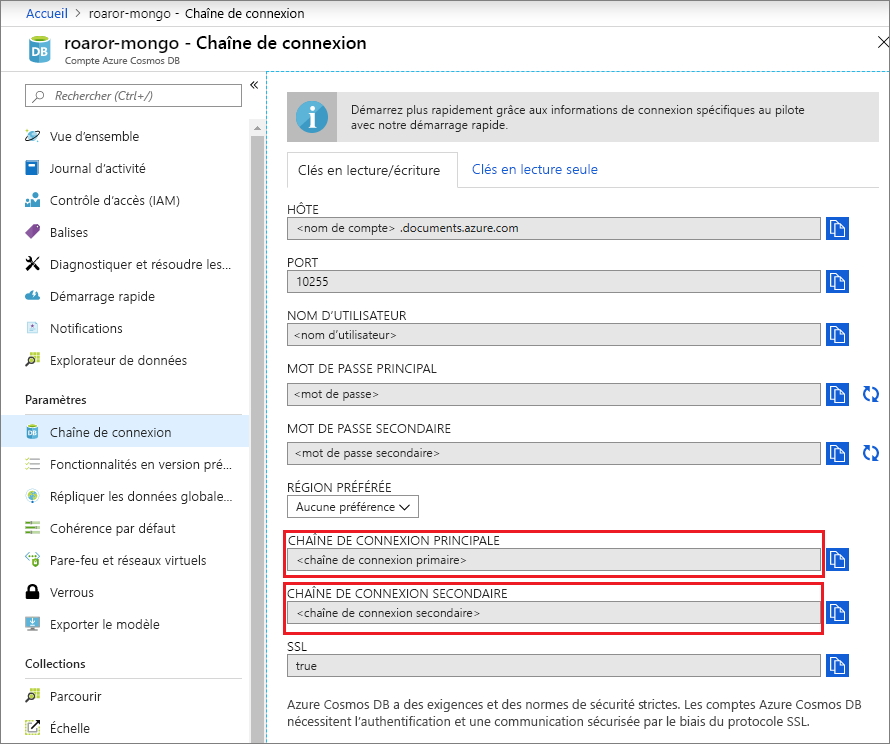 Accueil > roaror-mongo - Chaîne de connexion
roaror-mongo - Chaîne de connexion
Compte Azure Cosmos DB
Rechercher (Ctrl+/)
Vue d'ensemble
Journal d'activité
Contrôle d'accès (IAM)
Balises
Diagnostiquer et résoudre les...
Démarrage rapide
Notifications
Explorateur de données
Paramètres
Chaîne de connexion
Fonctionnalités en version pré...
Répliquer les données globale...
Cohérence par défaut
Pare-feu et réseaux virtuels
Verrous
Exporter le modèle
Collections
Parcourir
Échelle
Démarrez plus rapidement grâce aux informations de connexion spécifiques au pilote
avec notre démarrage rapide.
Clés en lecture/écriture
Clés en lecture seule
HÔTE
<nom de compte> .documents.azure.com
PORT
10255
NOM D'UTILISATEUR
<nom d'utilisateur>
MOT DE PASSE PRINCIPAL
<mot de passe>
MOT DE PASSE SECONDAIRE
<mot de passe secondaire>
RÉGION PRÉFÉRÉE
Aucune préférence
CHAÎNE DE CONNEXION PRINCIPALE
<chaîne de connexion primaire>
CHAÎNE DE CONNEXION SECONDAIRE
<chaîne de connexion secondaire>
SSL
true
Azure Cosmos DB a des exigences et des normes de sécurité strictes. Les comptes Azure Cosmos DB
nécessitent l'authentification et une communication sécurisée par le biais du protocole SSL.